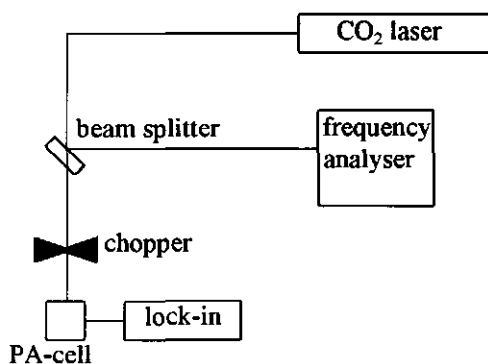 CO₂ laser
beam splitter
frequency
analyser
chopper
lock-in
PA-cell